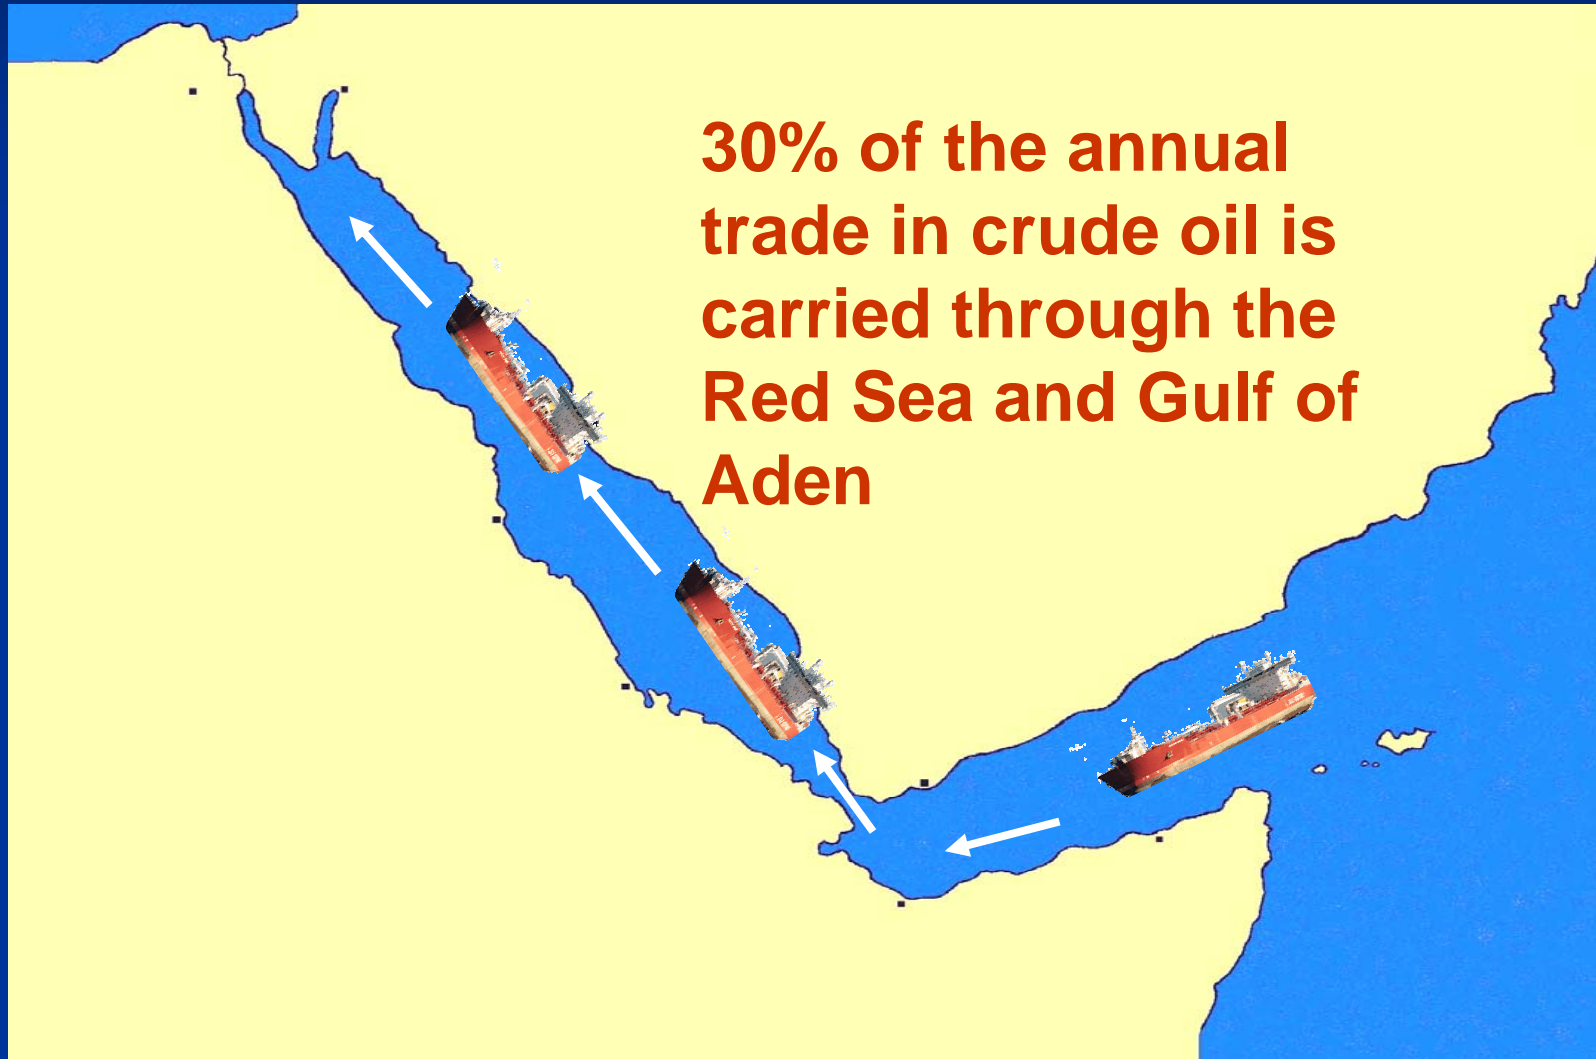 30% of the annual
trade in crude oil is
carried through the
Red Sea and Gulf of
Aden